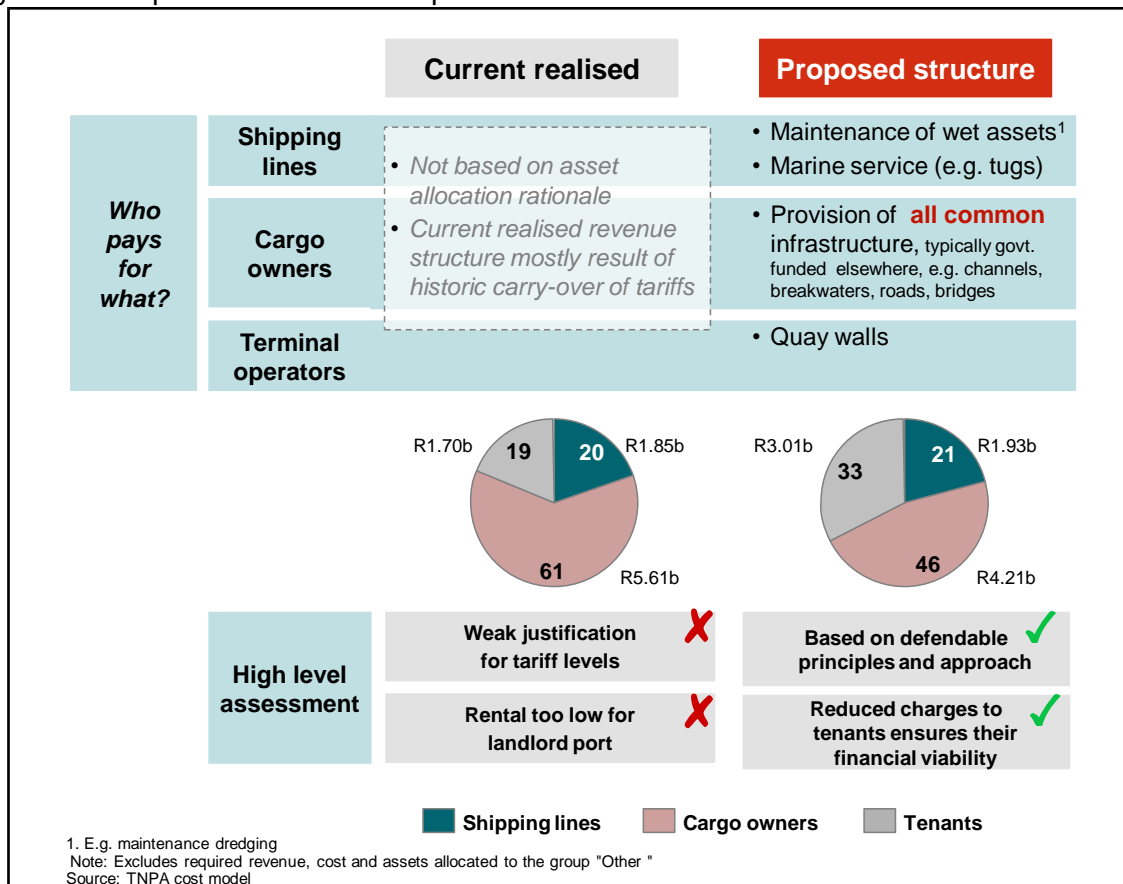 Current realised
Proposed structure
Who
pays
for
what?
Shipping
lines
• Not based on asset
allocation rationale
• Current realised revenue
structure mostly result of
historic carry-over of tariffs
• Maintenance of wet assets1
• Marine service (e.g. tugs)
Cargo
owners
• Provision of all common
infrastructure, typically govt.
funded elsewhere, e.g. channels,
breakwaters, roads, bridges
Terminal
operators
• Quay walls
R1.70b
19
20
R1.85b
61
R5.61b
R3.01b
33
21
R1.93b
46
R4.21b
High level
assessment
Weak justification
for tariff levels
✗
Rental too low for
landlord port
✗
Based on defendable
principles and approach
✓
Reduced charges to
tenants ensures their
financial viability
✓
Shipping lines
Cargo owners
Tenants
1. E.g. maintenance dredging
Note: Excludes required revenue, cost and assets allocated to the group "Other "
Source: TNPA cost model